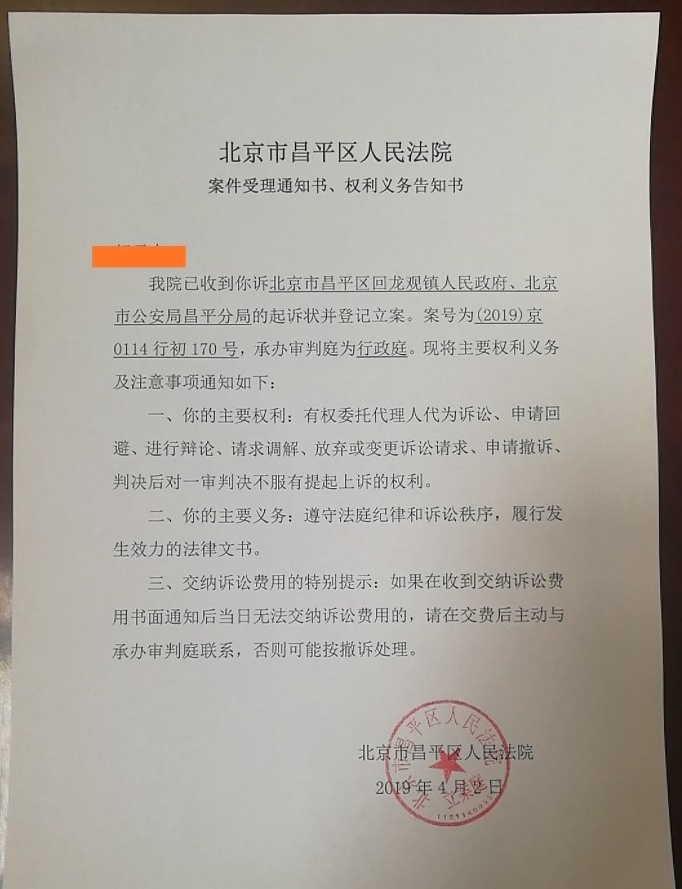 北京市昌平区人民法院
案件受理通知书、权利义务告知书
我院已收到你诉北京市昌平区回龙观镇人民政府、北京
市公安局昌平分局的起诉状并登记立案。案号为(2019)京
0114行初170号，承办审判庭为行政庭。现将主要权利义务
及注意事项通知如下：
一、你的主要权利：有权委托代理人代为诉讼、申请回
避、进行辩论、请求调解、放弃或变更诉讼请求、申请撤诉、
判决后对一审判决不服有提起上诉的权利。
二、你的主要义务：遵守法庭纪律和诉讼秩序，履行发
生效力的法律文书。
三、交纳诉讼费用的特别提示：如果在收到交纳诉讼费
用书面通知后当日无法交纳诉讼费用的，请在交费后主动与
承办审判庭联系，否则可能按撤诉处理。
北京市昌平区人民法院
2019年4月2日
北京市昌平区人民法院
立案庭